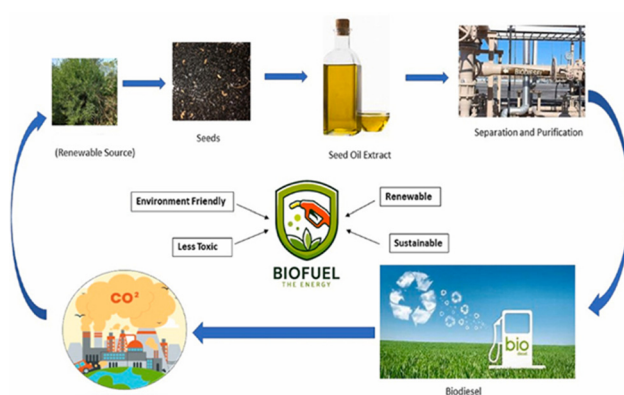 (Renewable Source)
Seeds
Seed Oil Extract
Separation and Purification
Environment Friendly
Renewable
Less Toxic
Sustainable
BIOFUEL
THE ENERGY
CO²
bio
Biodiesel